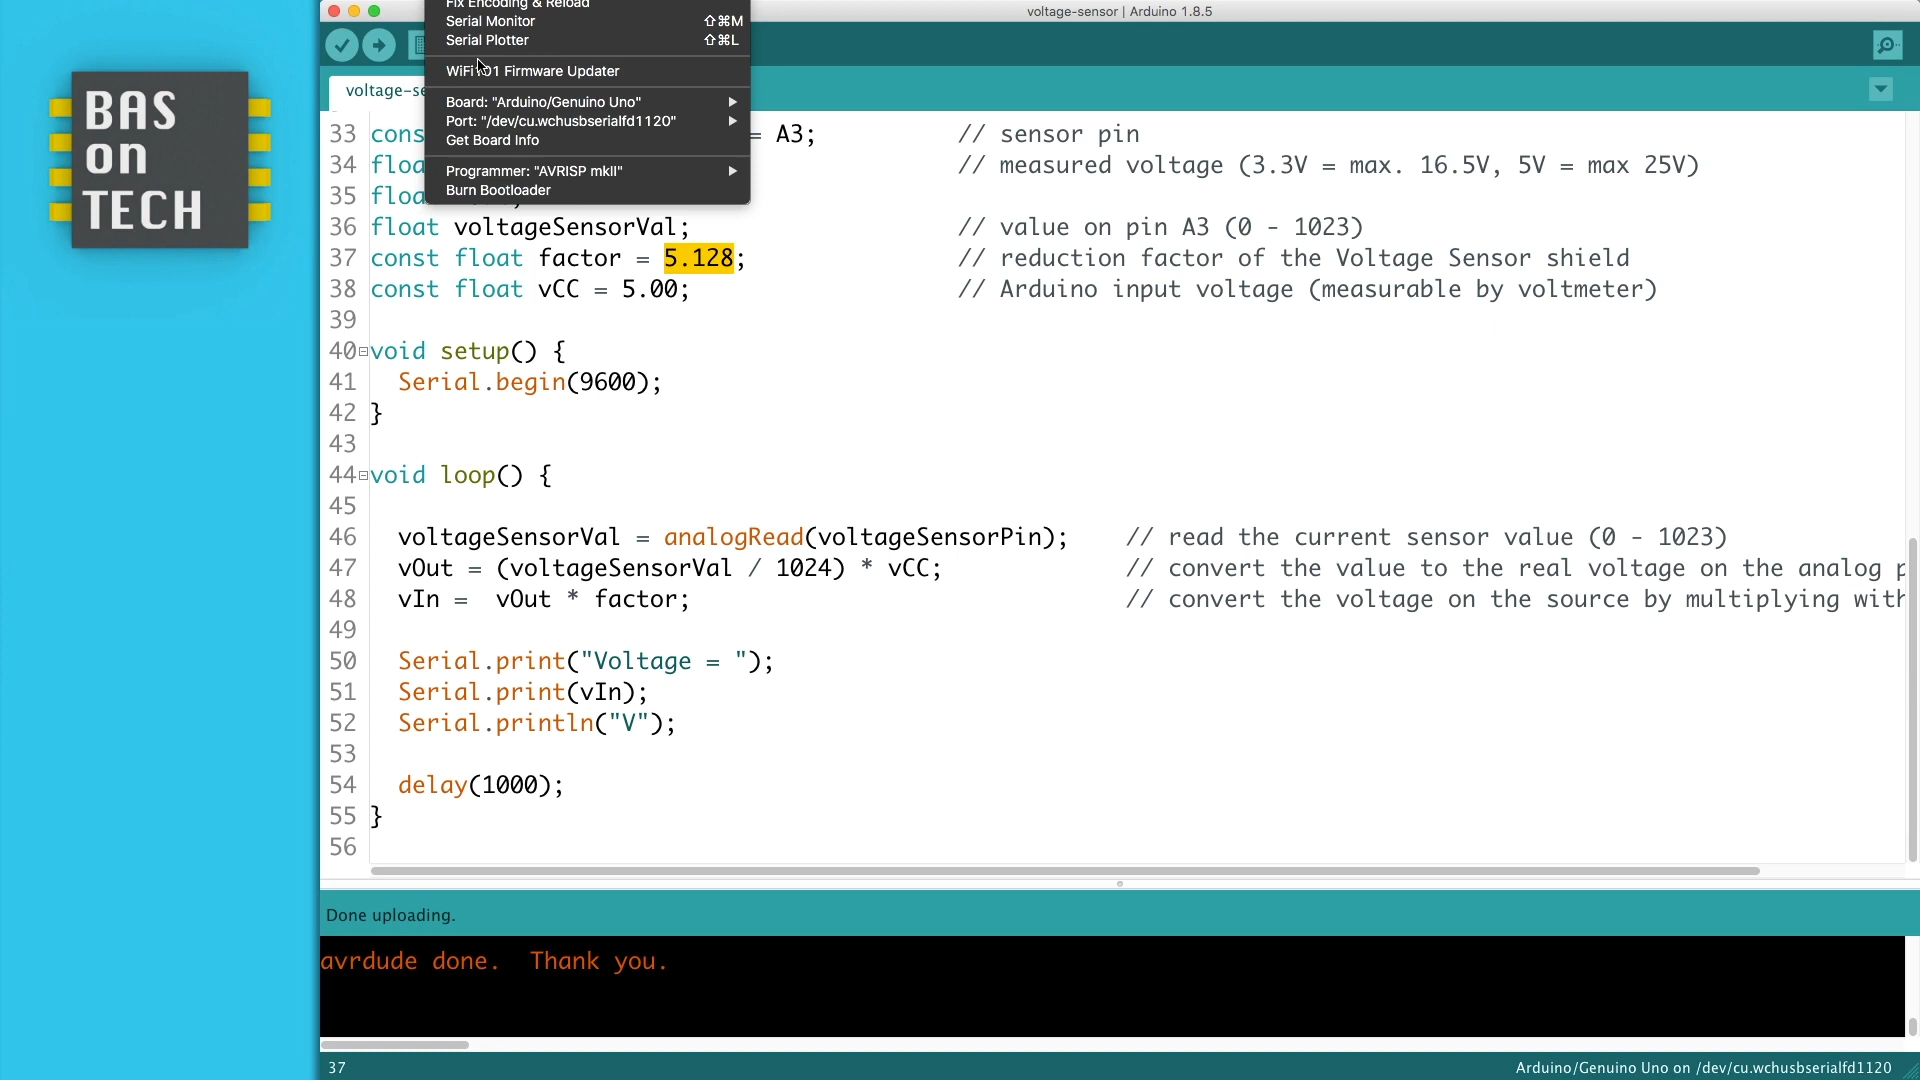 BAS
on
TECH
voltage-sensor | Arduino 1.8.5
Fix Encoding & Reload
Serial Monitor ⇧⌘M
Serial Plotter ⇧⌘L
WiFi 01 Firmware Updater
Board: "Arduino/Genuino Uno"
Port: "/dev/cu.wchusbserialfd1120"
Get Board Info
Programmer: "AVRISP mkII"
Burn Bootloader
voltage-se
33 cons = A3; // sensor pin
34 floa // measured voltage (3.3V = max. 16.5V, 5V = max 25V)
35 floa
36 float voltageSensorVal; // value on pin A3 (0 - 1023)
37 const float factor = 5.128; // reduction factor of the Voltage Sensor shield
38 const float vCC = 5.00; // Arduino input voltage (measurable by voltmeter)
39
40 void setup() {
41 Serial.begin(9600);
42 }
43
44 void loop() {
45
46 voltageSensorVal = analogRead(voltageSensorPin); // read the current sensor value (0 - 1023)
47 vOut = (voltageSensorVal / 1024) * vCC; // convert the value to the real voltage on the analog p
48 vIn = vOut * factor; // convert the voltage on the source by multiplying with
49
50 Serial.print("Voltage = ");
51 Serial.print(vIn);
52 Serial.println("V");
53
54 delay(1000);
55 }
56
Done uploading.
avrdude done. Thank you.
37
Arduino/Genuino Uno on /dev/cu.wchusbserialfd1120